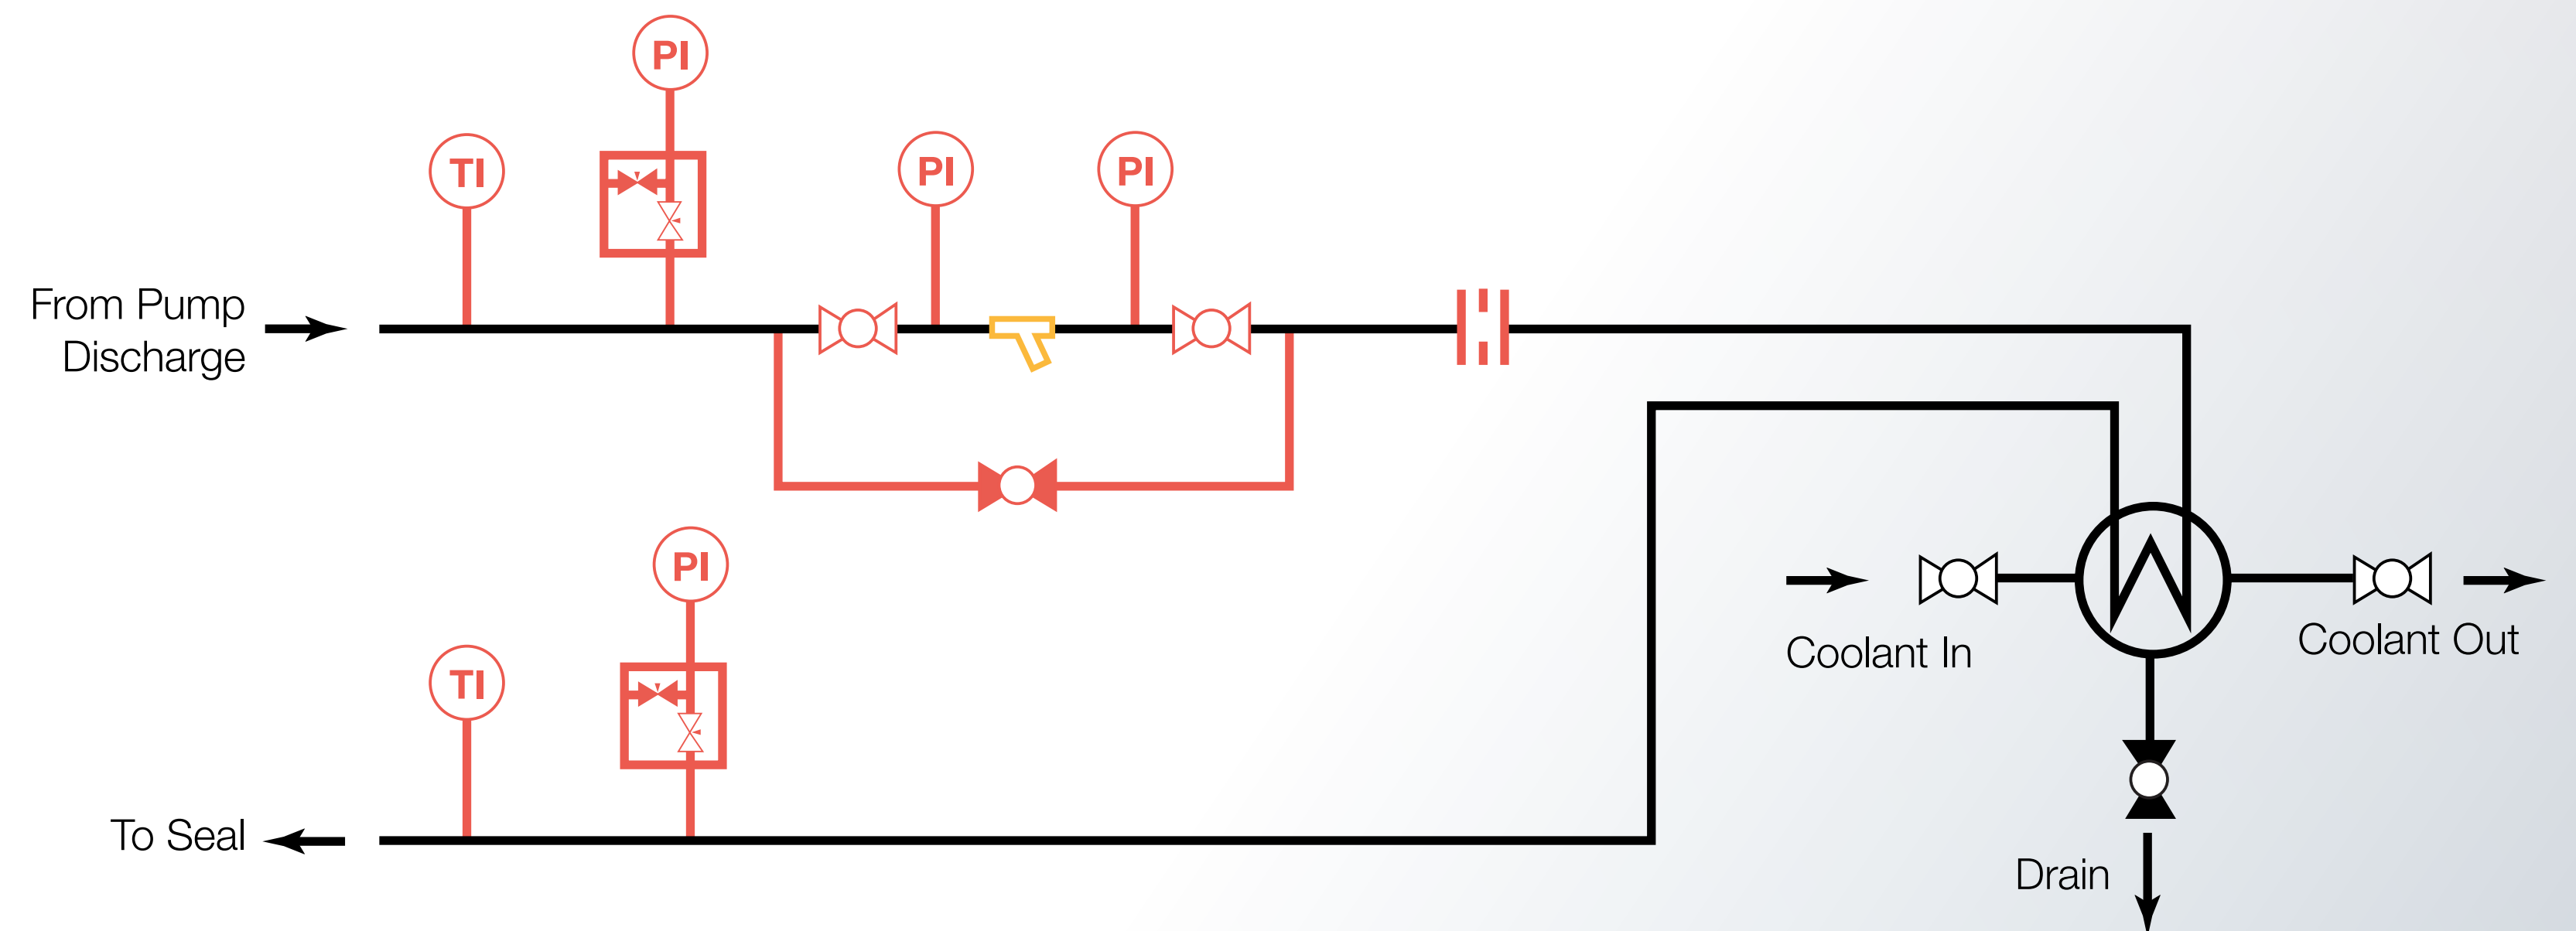 PI
TI
PI
PI
From Pump
Discharge
PI
TI
Coolant In
Coolant Out
To Seal
Drain